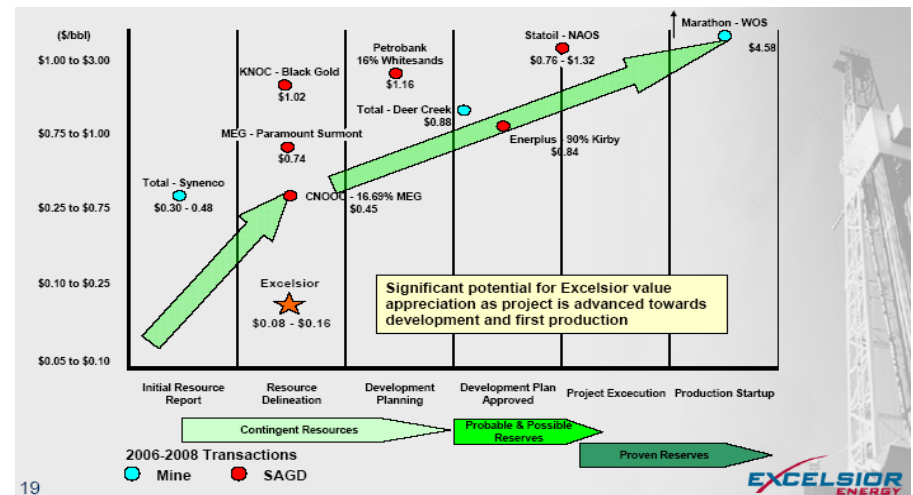 ($/bbl)
$1.00 to $3.00
$0.75 to $1.00
$0.25 to $0.75
$0.10 to $0.25
$0.05 to $0.10
Marathon - WOS
$4.58
Statoil - NAOS
$0.76 - $1.32
Petrobank
16% Whitesands
$1.16
KNOC - Black Gold
$1.02
Total - Deer Creek
$0.88
Enerplus - 90% Kirby
$0.84
MEG - Paramount Surmont
$0.74
Total - Synenco
$0.30 - 0.48
CNOOC - 16.69% MEG
$0.45
Excelsior
$0.08 - $0.16
Significant potential for Excelsior value
appreciation as project is advanced towards
development and first production
Initial Resource
Report
Resource
Delineation
Development
Planning
Development Plan
Approved
Project Excecution
Production Startup
Contingent Resources
Probable & Possible
Reserves
Proven Reserves
2006-2008 Transactions
Mine
SAGD
19
EXCELSIOR
ENERGY